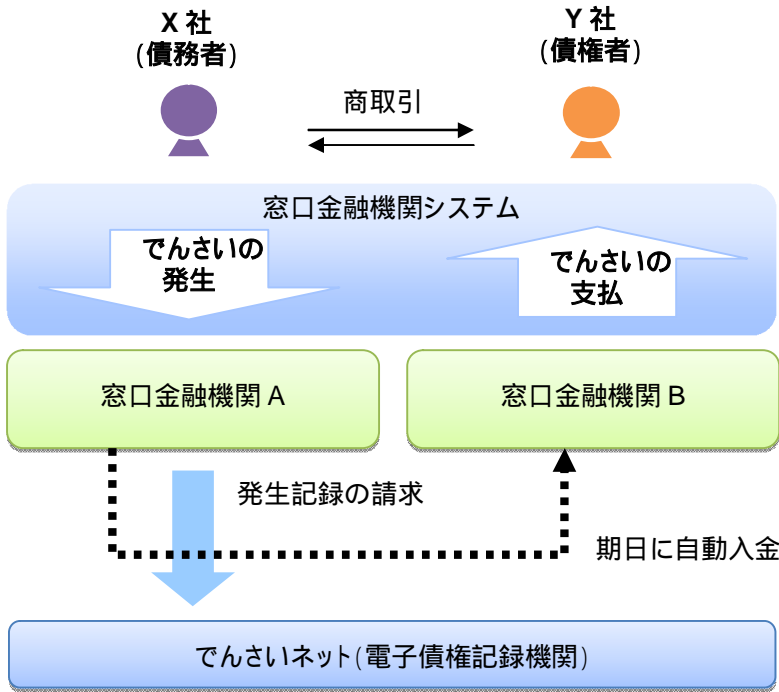 X 社
(債務者)
Y 社
(債権者)
商取引
窓口金融機関システム
でんさいの
発生
でんさいの
支払
窓口金融機関 A
窓口金融機関 B
発生記録の請求
期日に自動入金
でんさいネット(電子債権記録機関)